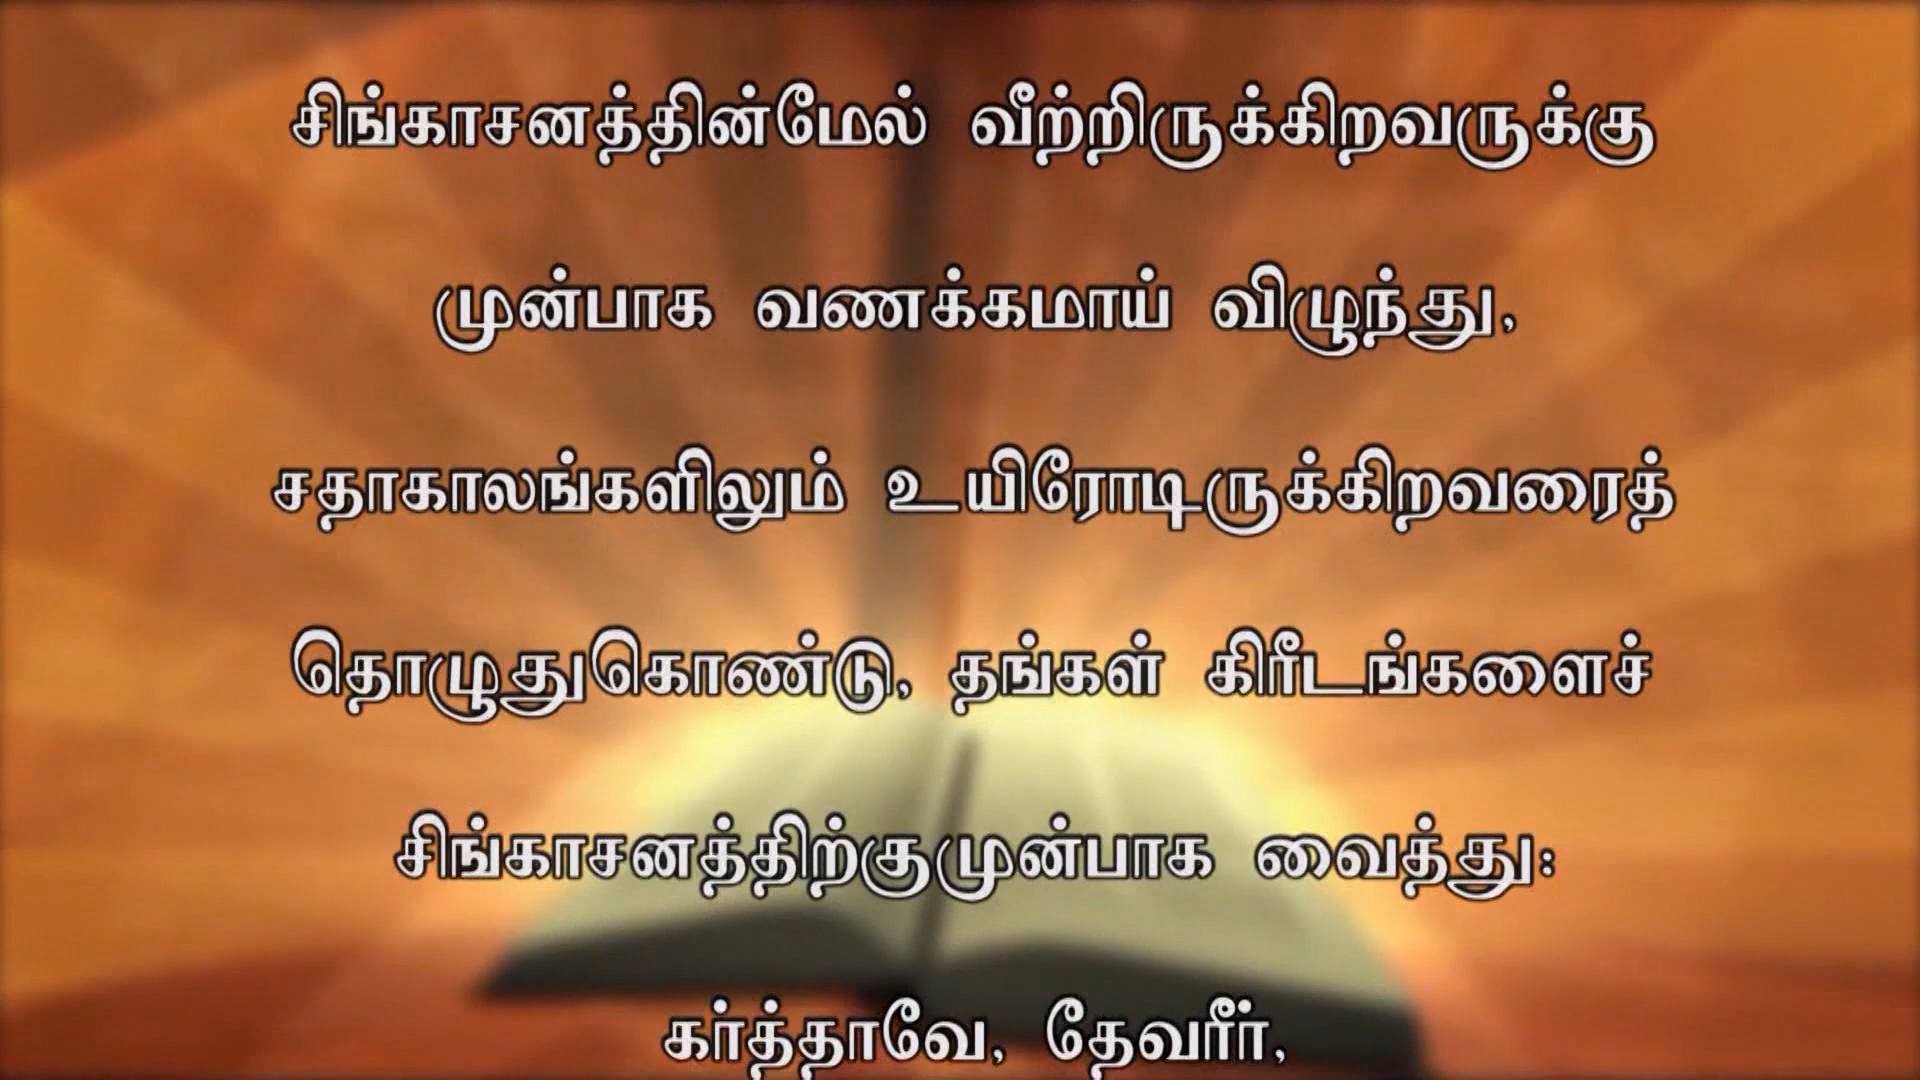 சிங்காசனத்தின்மேல் வீற்றிருக்கிறவருக்கு
முன்பாக வணக்கமாய் விழுந்து,
சதாகாலங்களிலும் உயிரோடிருக்கிறவரைத்
தொழுதுகொண்டு, தங்கள் கிரீடங்களைச்
சிங்காசனத்திற்குமுன்பாக வைத்து:
கர்த்தாவே, தேவரீர்,